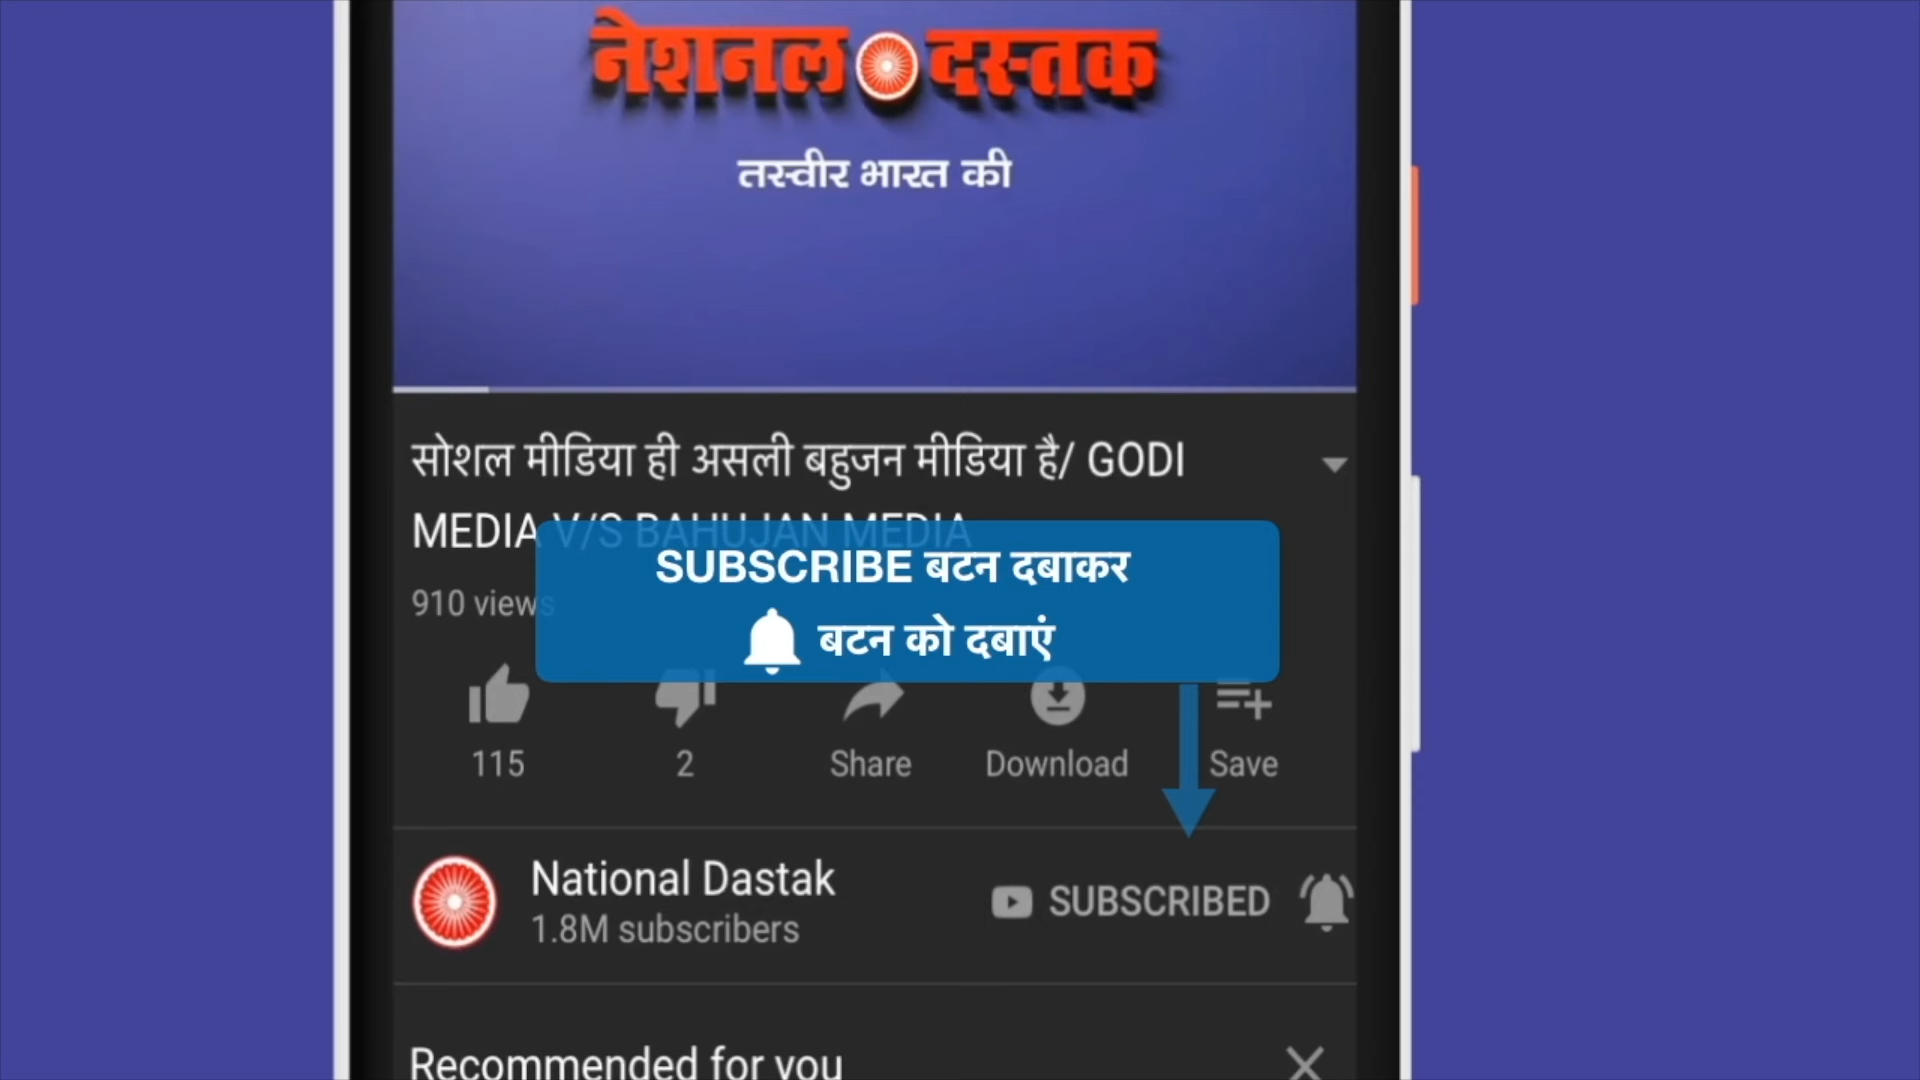 नेशनल दस्तक
तस्वीर भारत की
सोशल मीडिया ही असली बहुजन मीडिया है/ GODI
MEDIA V/S BAHUJAN MEDIA
910 views
SUBSCRIBE बटन दबाकर
बटन को दबाएं
115
2
Share
Download
Save
National Dastak
1.8M subscribers
SUBSCRIBED
Recommended for you